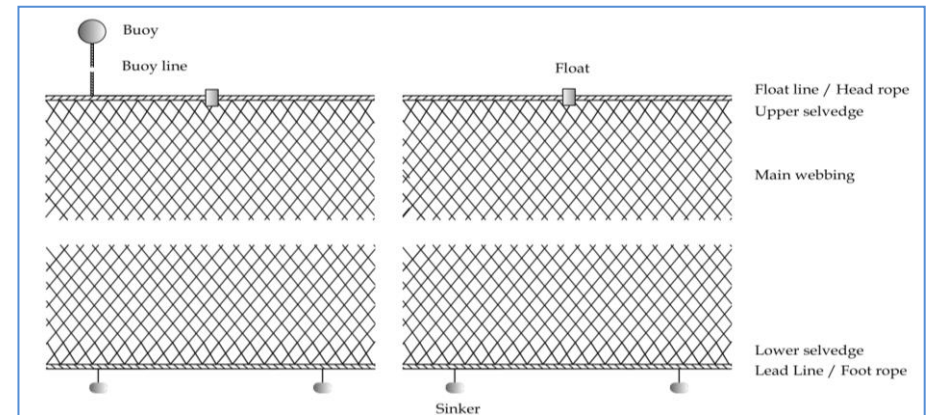 Buoy
Buoy line
Float
Float line / Head rope
Upper selvedge
Main webbing
Lower selvedge
Lead Line / Foot rope
Sinker